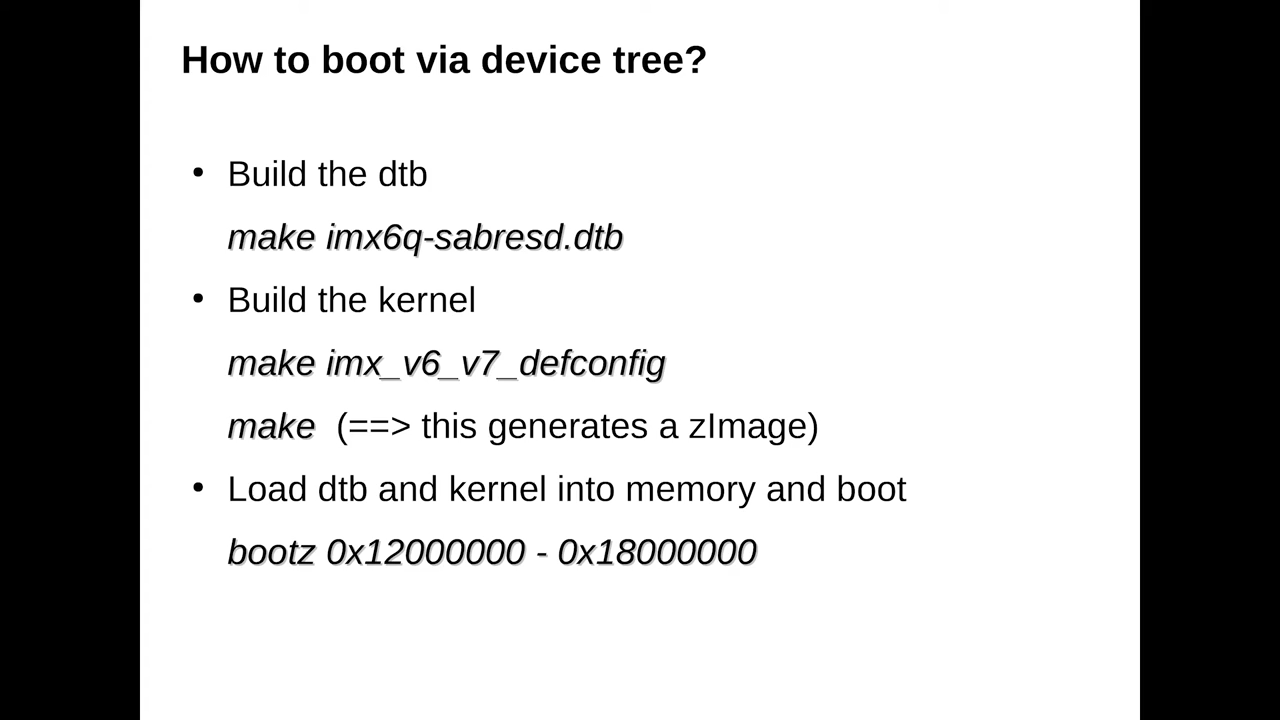 How to boot via device tree?
• Build the dtb
make imx6q-sabresd.dtb
• Build the kernel
make imx_v6_v7_defconfig
make (==> this generates a zImage)
• Load dtb and kernel into memory and boot
bootz 0x12000000 - 0x18000000